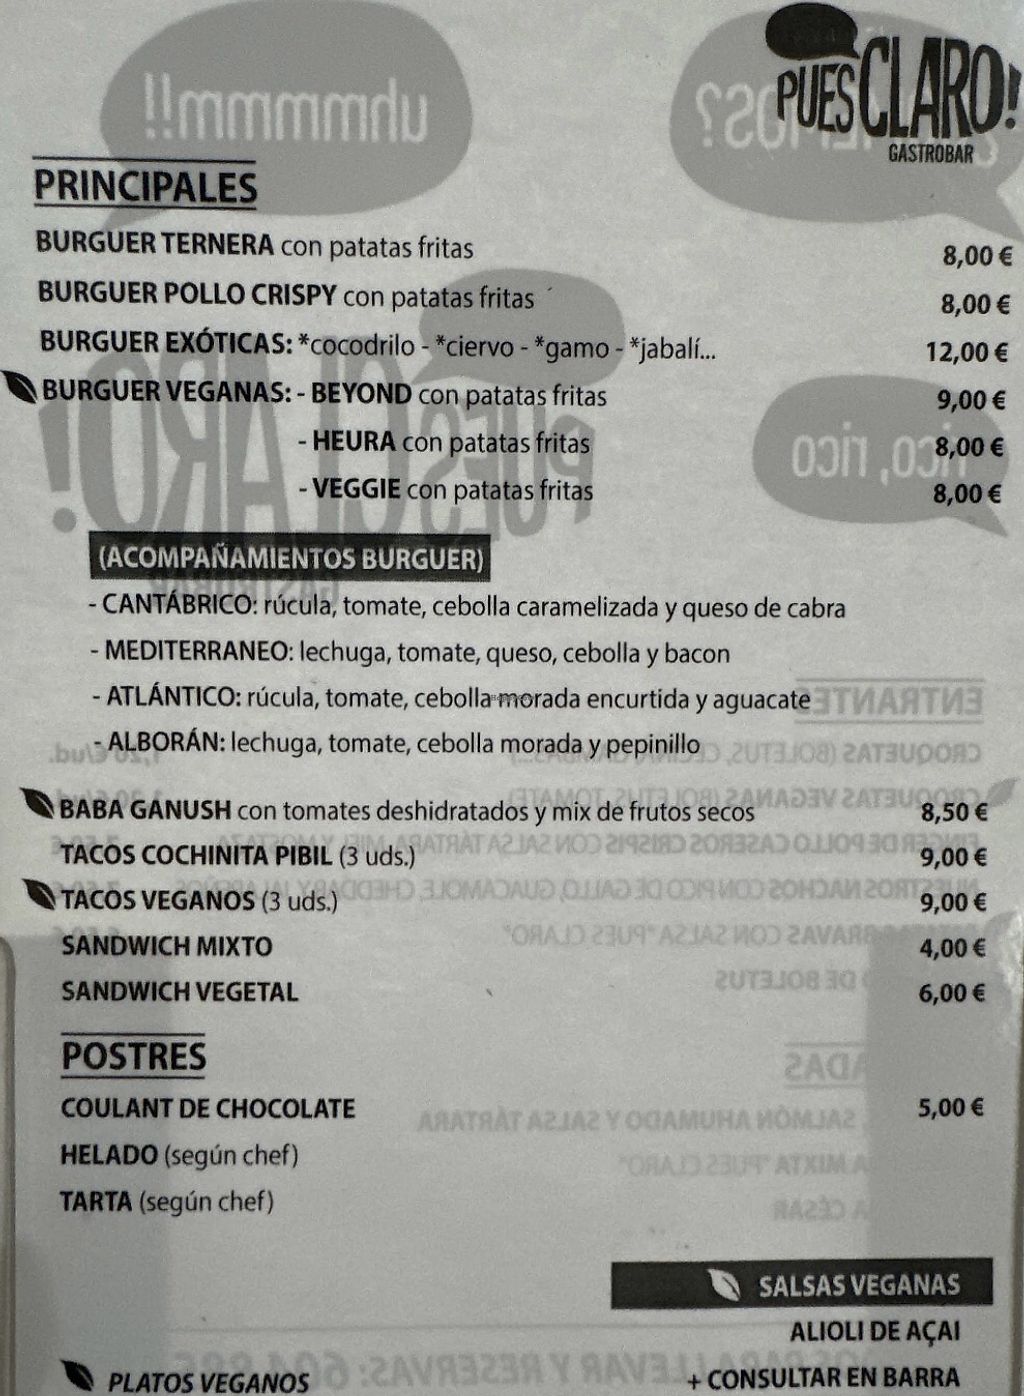 PUES CLARO!
GASTROBAR
uhmmmm!!
PRINCIPALES
BURGUER TERNERA con patatas fritas 8,00 €
BURGUER POLLO CRISPY con patatas fritas 8,00 €
BURGUER EXÓTICAS: *cocodrilo - *ciervo - *gamo - *jabalí... 12,00 €
BURGUER VEGANAS: - BEYOND con patatas fritas 9,00 €
- HEURA con patatas fritas 8,00 €
rico, rico
- VEGGIE con patatas fritas 8,00 €
PUES CLARO!
(ACOMPAÑAMIENTOS BURGUER)
- CANTÁBRICO: rúcula, tomate, cebolla caramelizada y queso de cabra
- MEDITERRANEO: lechuga, tomate, queso, cebolla y bacon
- ATLÁNTICO: rúcula, tomate, cebolla morada encurtida y aguacate
ENTRANTES
- ALBORÁN: lechuga, tomate, cebolla morada y pepinillo
BABA GANUSH con tomates deshidratados y mix de frutos secos 8,50 €
TACOS COCHINITA PIBIL (3 uds.) 9,00 €
TACOS VEGANOS (3 uds.) 9,00 €
SANDWICH MIXTO 4,00 €
SANDWICH VEGETAL 6,00 €
POSTRES
COULANT DE CHOCOLATE 5,00 €
HELADO (según chef)
TARTA (según chef)
SALSAS VEGANAS
ALIOLI DE AÇAI
+ CONSULTAR EN BARRA
PLATOS VEGANOS